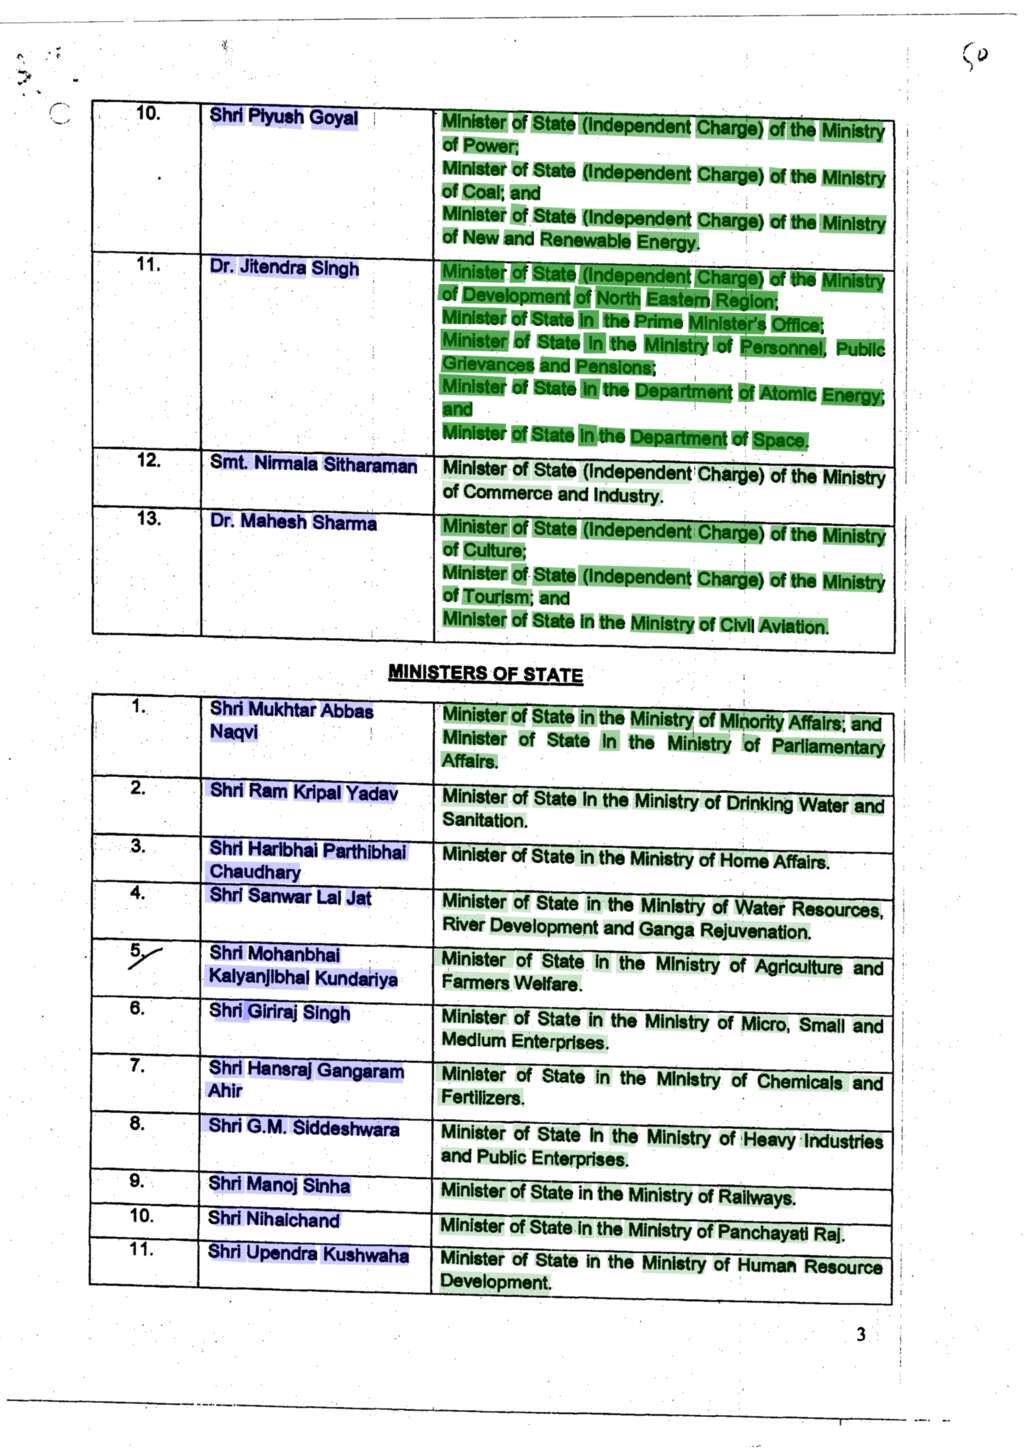 50
10. Shri Piyush Goyal Minister of State (Independent Charge) of the Ministry
of Power;
Minister of State (Independent Charge) of the Ministry
of Coal; and
Minister of State (Independent Charge) of the Ministry
of New and Renewable Energy.
11. Dr. Jitendra Singh Minister of State (Independent Charge) of the Ministry
of Development of North Eastern Region;
Minister of State in the Prime Minister's Office;
Minister of State in the Ministry of Personnel, Public
Grievances and Pensions;
Minister of State in the Department of Atomic Energy;
and
Minister of State in the Department of Space.
12. Smt. Nirmala Sitharaman Minister of State (Independent Charge) of the Ministry
of Commerce and Industry.
13. Dr. Mahesh Sharma Minister of State (Independent Charge) of the Ministry
of Culture;
Minister of State (Independent Charge) of the Ministry
of Tourism; and
Minister of State in the Ministry of Civil Aviation.
MINISTERS OF STATE
1. Shri Mukhtar Abbas Minister of State in the Ministry of Minority Affairs; and
Naqvi Minister of State in the Ministry of Parliamentary
Affairs.
2. Shri Ram Kripal Yadav Minister of State in the Ministry of Drinking Water and
Sanitation.
3. Shri Haribhai Parthibhai Minister of State in the Ministry of Home Affairs.
Chaudhary
4. Shri Sanwar Lal Jat Minister of State in the Ministry of Water Resources,
River Development and Ganga Rejuvenation.
5. Shri Mohanbhai Minister of State in the Ministry of Agriculture and
Kalyanjibhai Kundariya Farmers Welfare.
6. Shri Giriraj Singh Minister of State in the Ministry of Micro, Small and
Medium Enterprises.
7. Shri Hansraj Gangaram Minister of State in the Ministry of Chemicals and
Ahir Fertilizers.
8. Shri G.M. Siddeshwara Minister of State in the Ministry of Heavy Industries
and Public Enterprises.
9. Shri Manoj Sinha Minister of State in the Ministry of Railways.
10. Shri Nihalchand Minister of State in the Ministry of Panchayati Raj.
11. Shri Upendra Kushwaha Minister of State in the Ministry of Human Resource
Development.
3